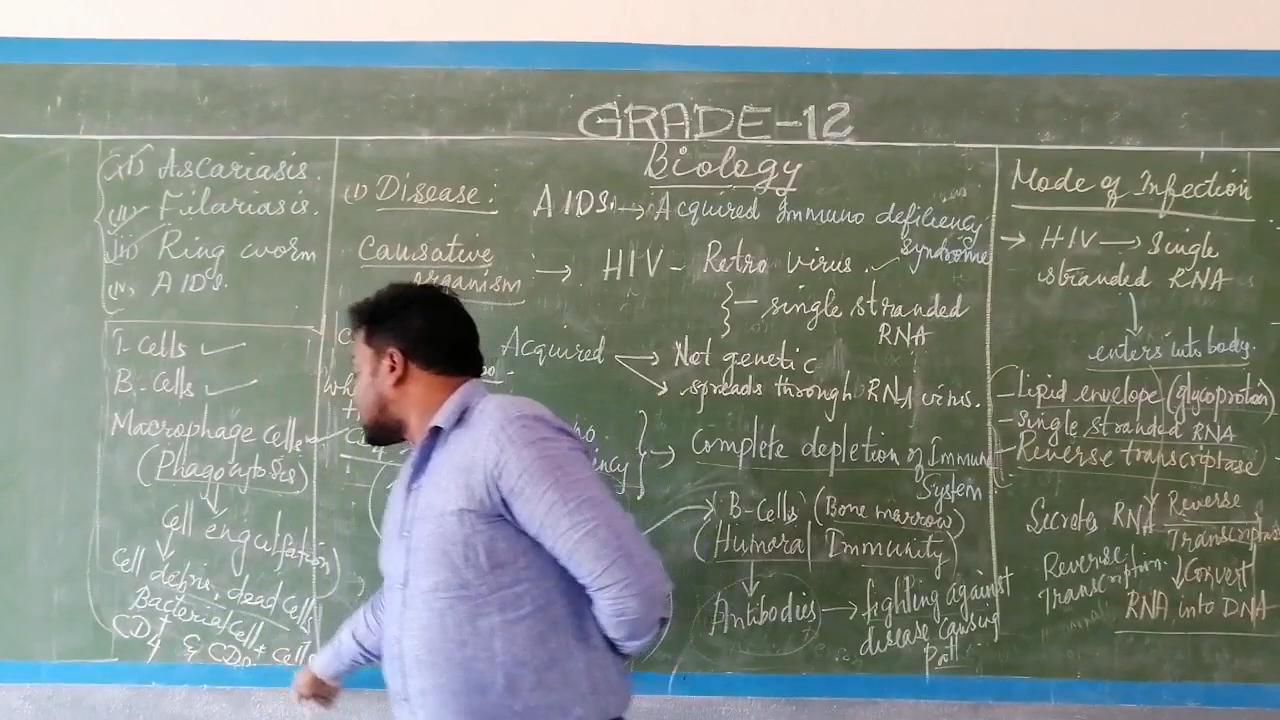 GRADE-12
Biology
Ascariasis.
(ii) Filariasis.
(iii) Ring worm
(iv) AIDS.
T-Cells
B-Cells
Macrophage Cells
(Phagocytosis)
Cell engulfation)
Cell debris, dead cells
Bacterial cell
CD4+ & CD8+ Cell
(1) Disease:
AIDS. → Acquired Immuno deficiency
syndrome
Causative
organism → HIV - Retro virus.
single stranded
RNA
Acquired → Not genetic
→ spreads through RNA virus.
→ Complete depletion of Immune
System
B-Cells (Bone marrow)
(Humoral Immunity)
Antibodies → fighting against
disease causing
Mode of Infection
→ HIV → Single
stranded RNA
enters into body.
- Lipid envelope (glycoprotein)
- Single stranded RNA
- Reverse transcriptase
Secretes RNA Reverse
Transcriptase
Reverse
Transcription.
Convert
RNA into DNA